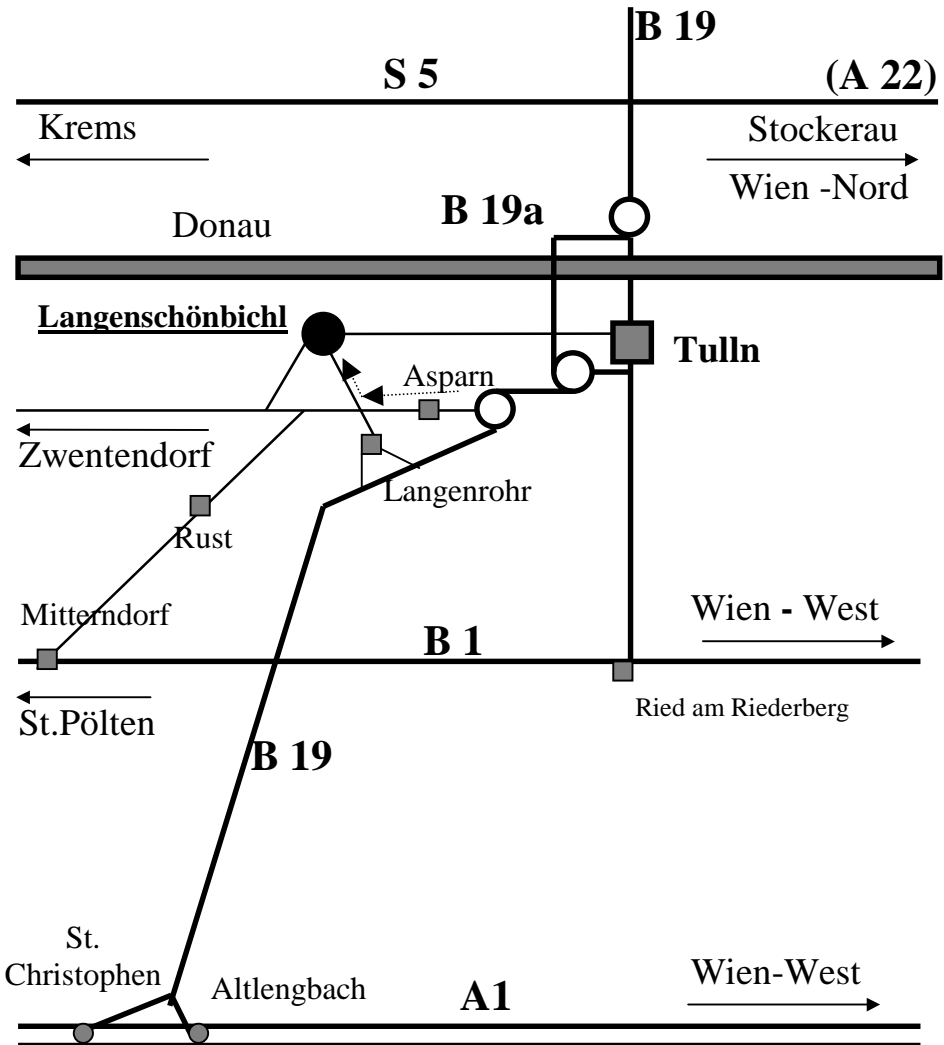 B 19
S 5
(A 22)
Krems
Stockerau
Wien -Nord
B 19a
Donau
Langenschönbichl
Tulln
Asparn
Zwentendorf
Langenrohr
Rust
Mitterndorf
Wien - West
B 1
St.Pölten
Ried am Riederberg
B 19
St.
Christophen
Altlengbach
Wien-West
A1